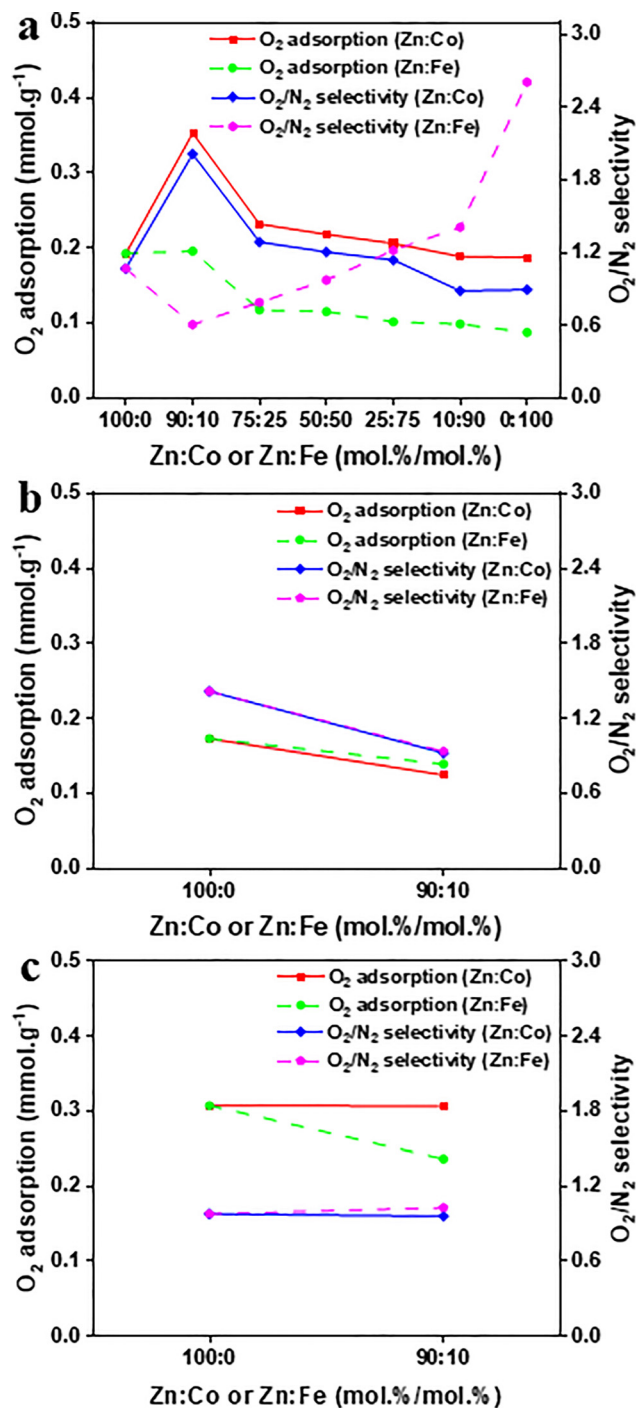 a
O₂ adsorption (Zn:Co)
O₂ adsorption (Zn:Fe)
O₂/N₂ selectivity (Zn:Co)
O₂/N₂ selectivity (Zn:Fe)
O₂ adsorption (mmol.g⁻¹)
0.5
0.4
0.3
0.2
0.1
0.0
3.0
2.4
1.8
1.2
0.6
0.0
O₂/N₂ selectivity
100:0 90:10 75:25 50:50 25:75 10:90 0:100
Zn:Co or Zn:Fe (mol.%/mol.%)
b
O₂ adsorption (Zn:Co)
O₂ adsorption (Zn:Fe)
O₂/N₂ selectivity (Zn:Co)
O₂/N₂ selectivity (Zn:Fe)
O₂ adsorption (mmol.g⁻¹)
0.5
0.4
0.3
0.2
0.1
0.0
3.0
2.4
1.8
1.2
0.6
0.0
O₂/N₂ selectivity
100:0 90:10
Zn:Co or Zn:Fe (mol.%/mol.%)
c
O₂ adsorption (Zn:Co)
O₂ adsorption (Zn:Fe)
O₂/N₂ selectivity (Zn:Co)
O₂/N₂ selectivity (Zn:Fe)
O₂ adsorption (mmol.g⁻¹)
0.5
0.4
0.3
0.2
0.1
0.0
3.0
2.4
1.8
1.2
0.6
0.0
O₂/N₂ selectivity
100:0 90:10
Zn:Co or Zn:Fe (mol.%/mol.%)